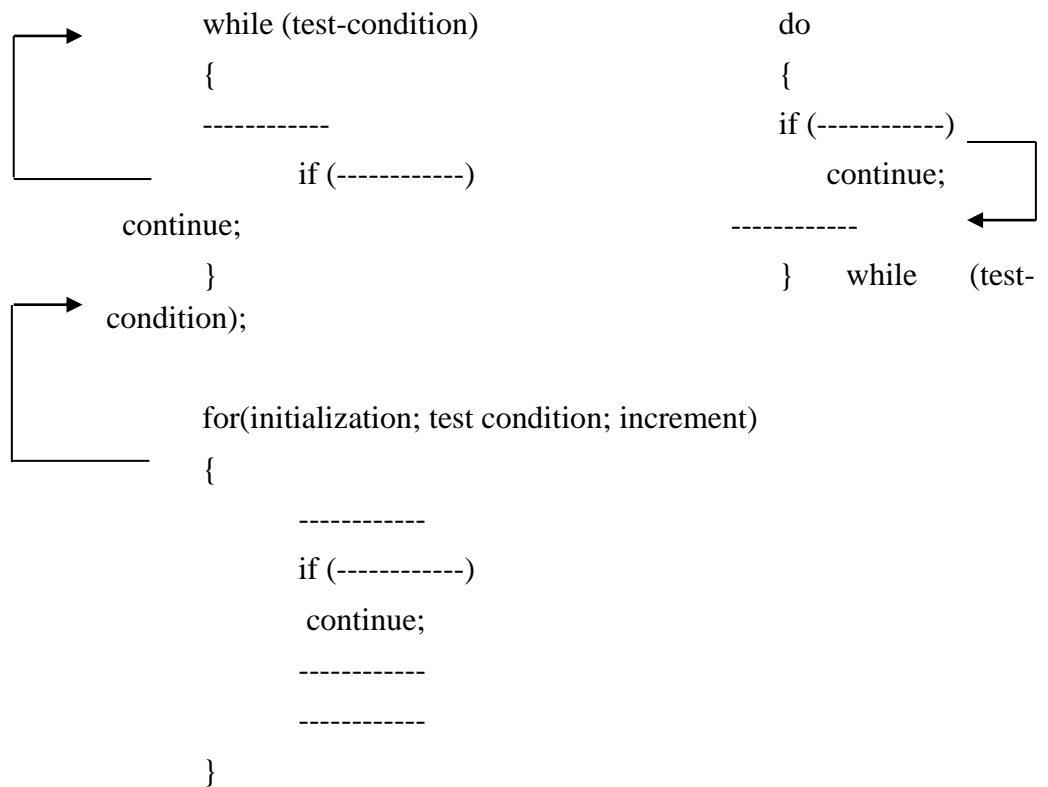 while (test-condition) do
{ {
------------ if (------------)
if (------------) continue;
continue; ------------
} } while (test-
condition);
for(initialization; test condition; increment)
{
------------
if (------------)
continue;
------------
------------
}